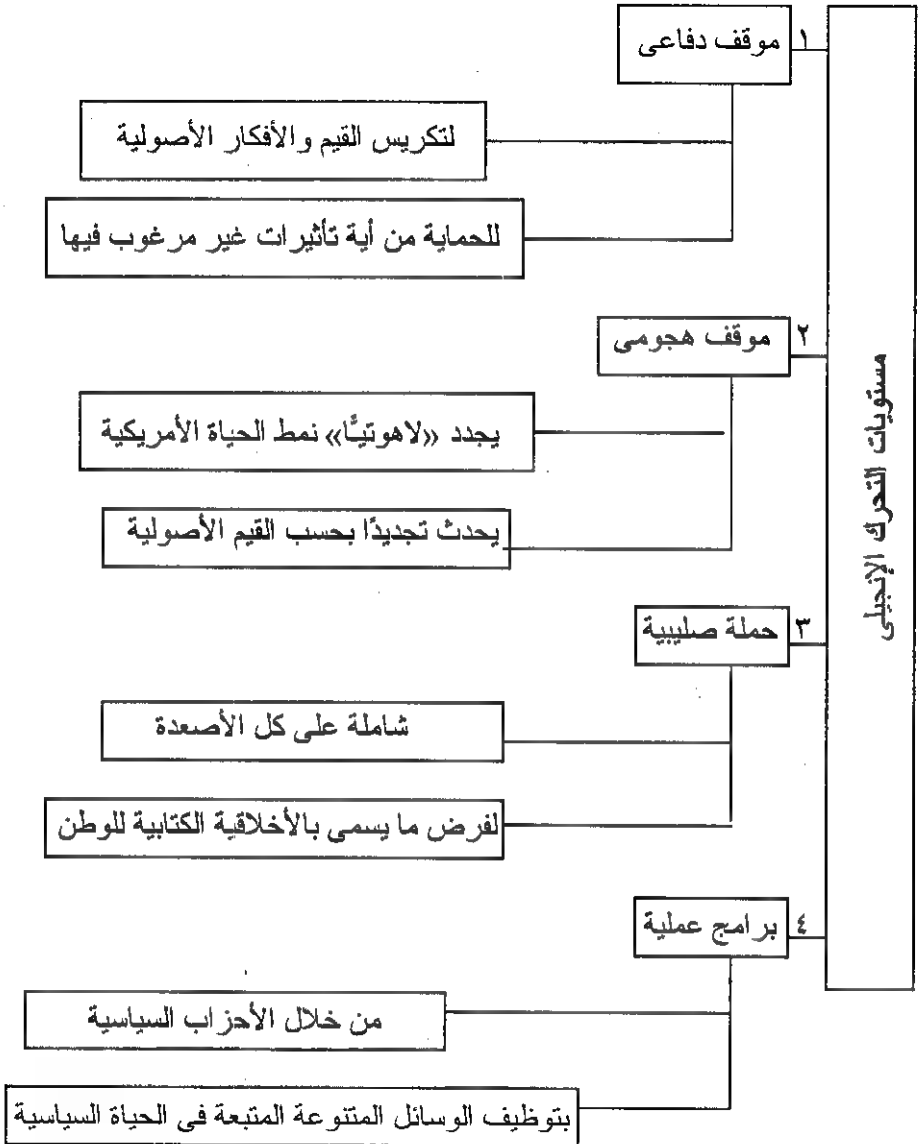 مستويات التحرك الإنجيلى
١ موقف دفاعى
لتكريس القيم والأفكار الأصولية
للحماية من أية تأثيرات غير مرغوب فيها
٢ موقف هجومى
يجدد «لاهوتيًّا» نمط الحياة الأمريكية
يحدث تجديدًا بحسب القيم الأصولية
٣ حملة صليبية
شاملة على كل الأصعدة
لفرض ما يسمى بالأخلاقية الكتابية للوطن
٤ برامج عملية
من خلال الأحزاب السياسية
بتوظيف الوسائل المتنوعة المتبعة فى الحياة السياسية